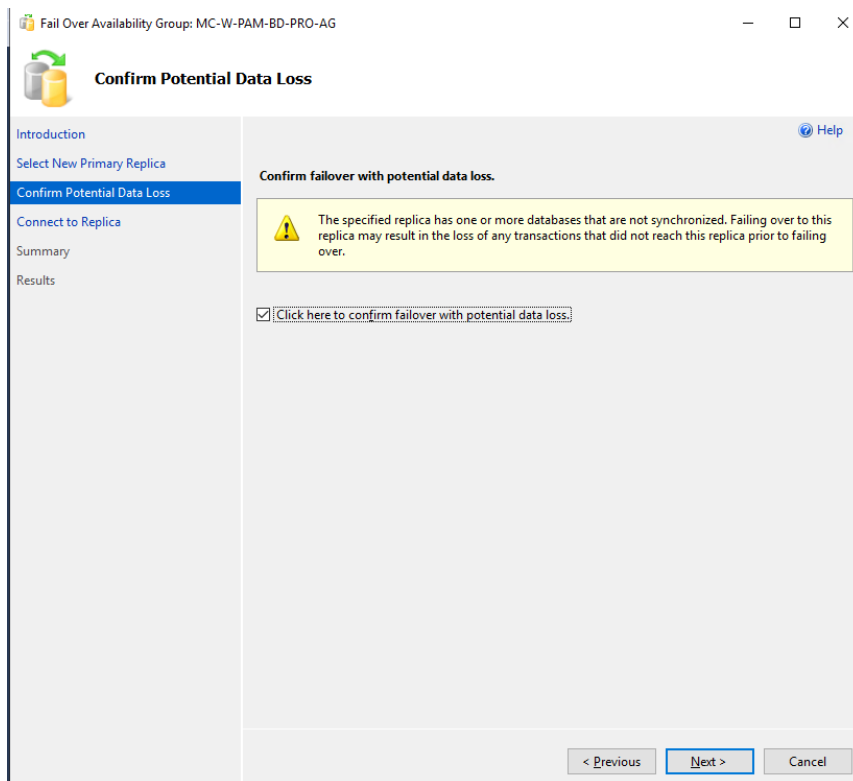 Fail Over Availability Group: MC-W-PAM-BD-PRO-AG
Confirm Potential Data Loss
Introduction
Select New Primary Replica
Confirm Potential Data Loss
Connect to Replica
Summary
Results
Help
Confirm failover with potential data loss.
The specified replica has one or more databases that are not synchronized. Failing over to this
replica may result in the loss of any transactions that did not reach this replica prior to failing
over.
Click here to confirm failover with potential data loss.
< Previous
Next >
Cancel